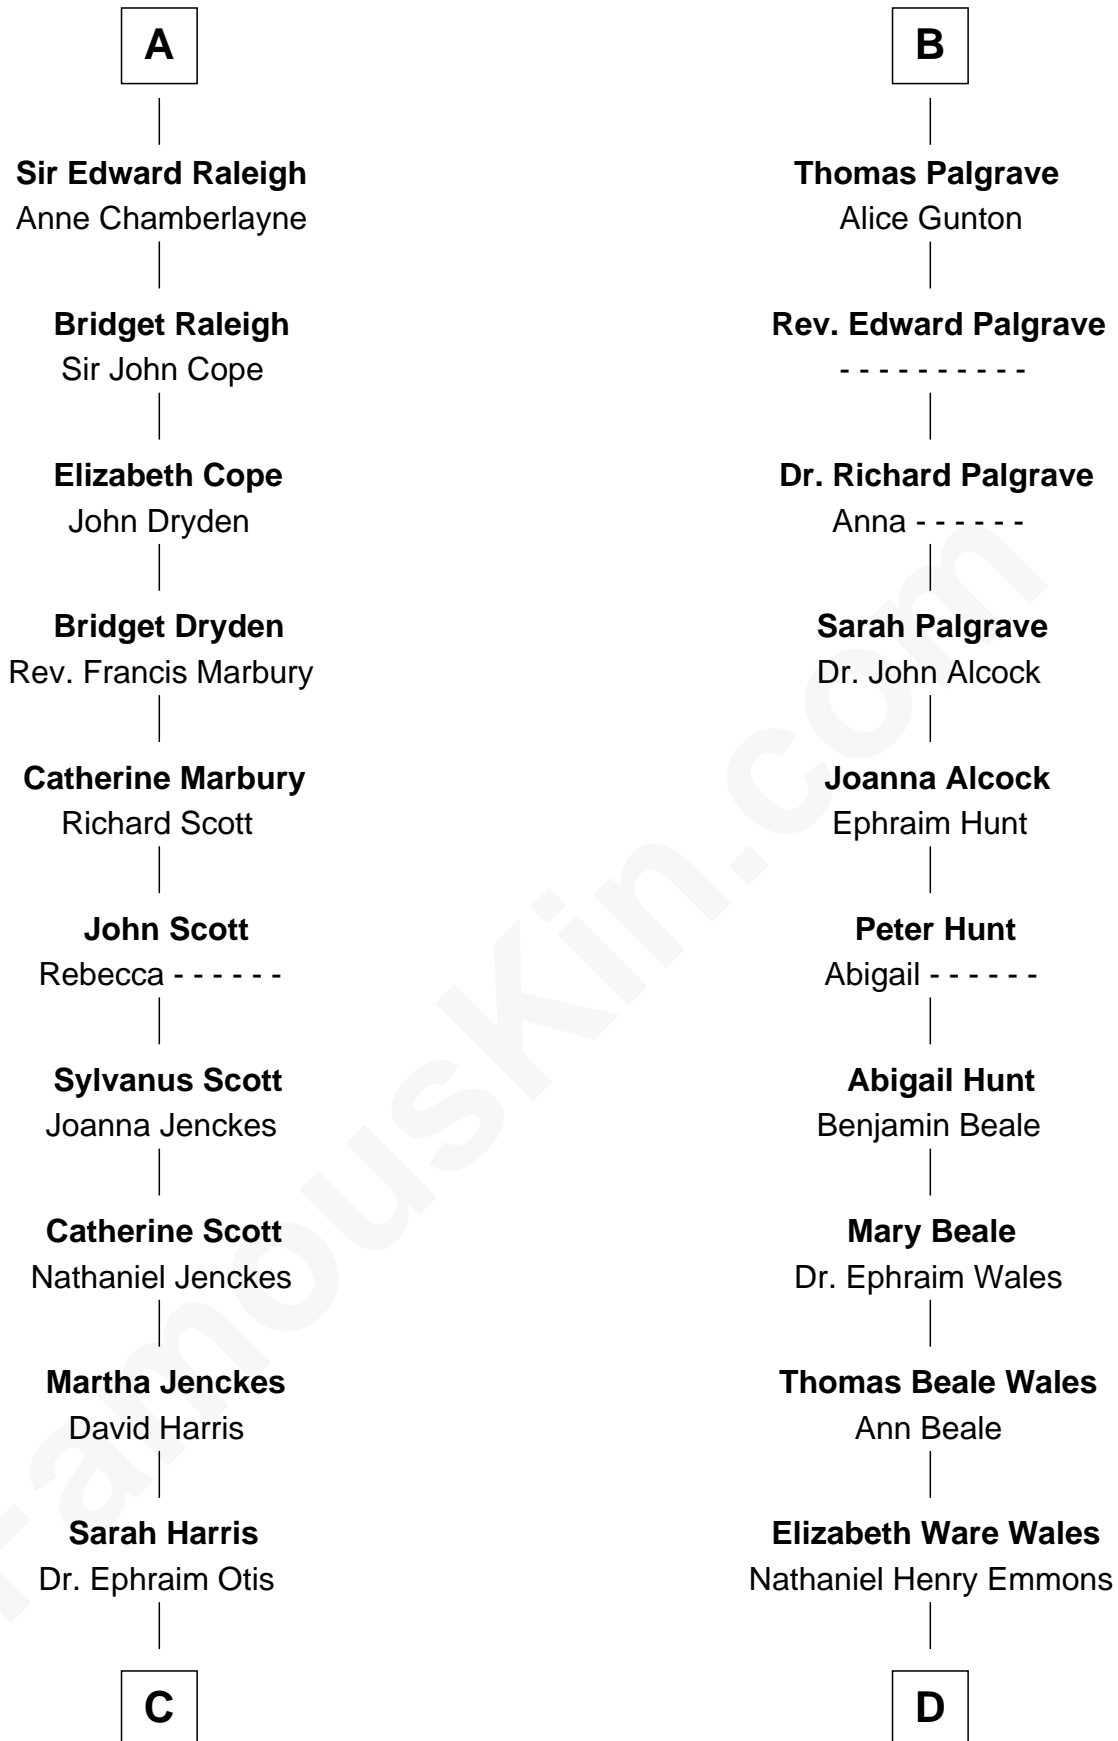 A
Sir Edward Raleigh
Anne Chamberlayne
Bridget Raleigh
Sir John Cope
Elizabeth Cope
John Dryden
Bridget Dryden
Rev. Francis Marbury
Catherine Marbury
Richard Scott
John Scott
Rebecca - - - - - -
Sylvanus Scott
Joanna Jenckes
Catherine Scott
Nathaniel Jenckes
Martha Jenckes
David Harris
Sarah Harris
Dr. Ephraim Otis
C
B
Thomas Palgrave
Alice Gunton
Rev. Edward Palgrave
- - - - - - - - - -
Dr. Richard Palgrave
Anna - - - - - -
Sarah Palgrave
Dr. John Alcock
Joanna Alcock
Ephraim Hunt
Peter Hunt
Abigail - - - - - -
Abigail Hunt
Benjamin Beale
Mary Beale
Dr. Ephraim Wales
Thomas Beale Wales
Ann Beale
Elizabeth Ware Wales
Nathaniel Henry Emmons
D
FamousKin.com